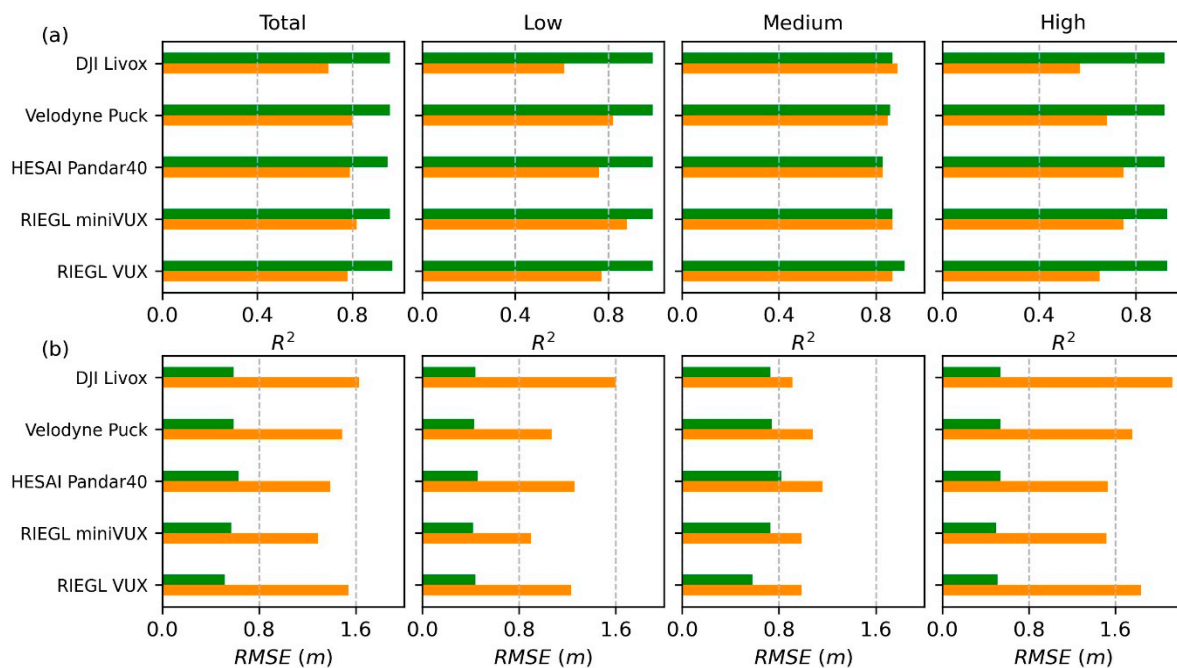 Total Low Medium High
(a)
DJI Livox
Velodyne Puck
HESAI Pandar40
RIEGL miniVUX
RIEGL VUX
0.0 0.4 0.8 0.0 0.4 0.8 0.0 0.4 0.8 0.0 0.4 0.8
R² R² R² R²
(b)
DJI Livox
Velodyne Puck
HESAI Pandar40
RIEGL miniVUX
RIEGL VUX
0.0 0.8 1.6 0.0 0.8 1.6 0.0 0.8 1.6 0.0 0.8 1.6
RMSE (m) RMSE (m) RMSE (m) RMSE (m)